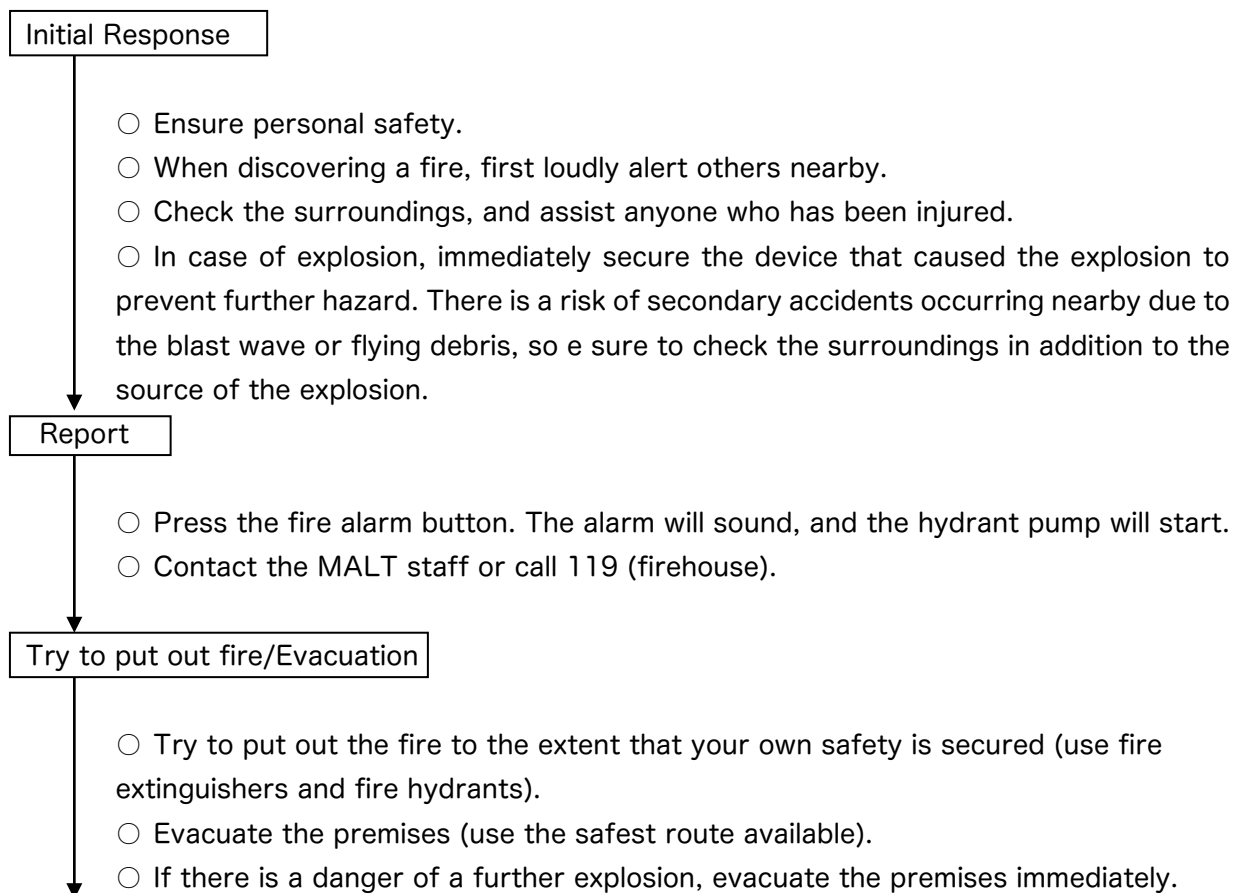 Initial Response
○ Ensure personal safety.
○ When discovering a fire, first loudly alert others nearby.
○ Check the surroundings, and assist anyone who has been injured.
○ In case of explosion, immediately secure the device that caused the explosion to
prevent further hazard. There is a risk of secondary accidents occurring nearby due to
the blast wave or flying debris, so e sure to check the surroundings in addition to the
source of the explosion.
Report
○ Press the fire alarm button. The alarm will sound, and the hydrant pump will start.
○ Contact the MALT staff or call 119 (firehouse).
Try to put out fire/Evacuation
○ Try to put out the fire to the extent that your own safety is secured (use fire
extinguishers and fire hydrants).
○ Evacuate the premises (use the safest route available).
○ If there is a danger of a further explosion, evacuate the premises immediately.